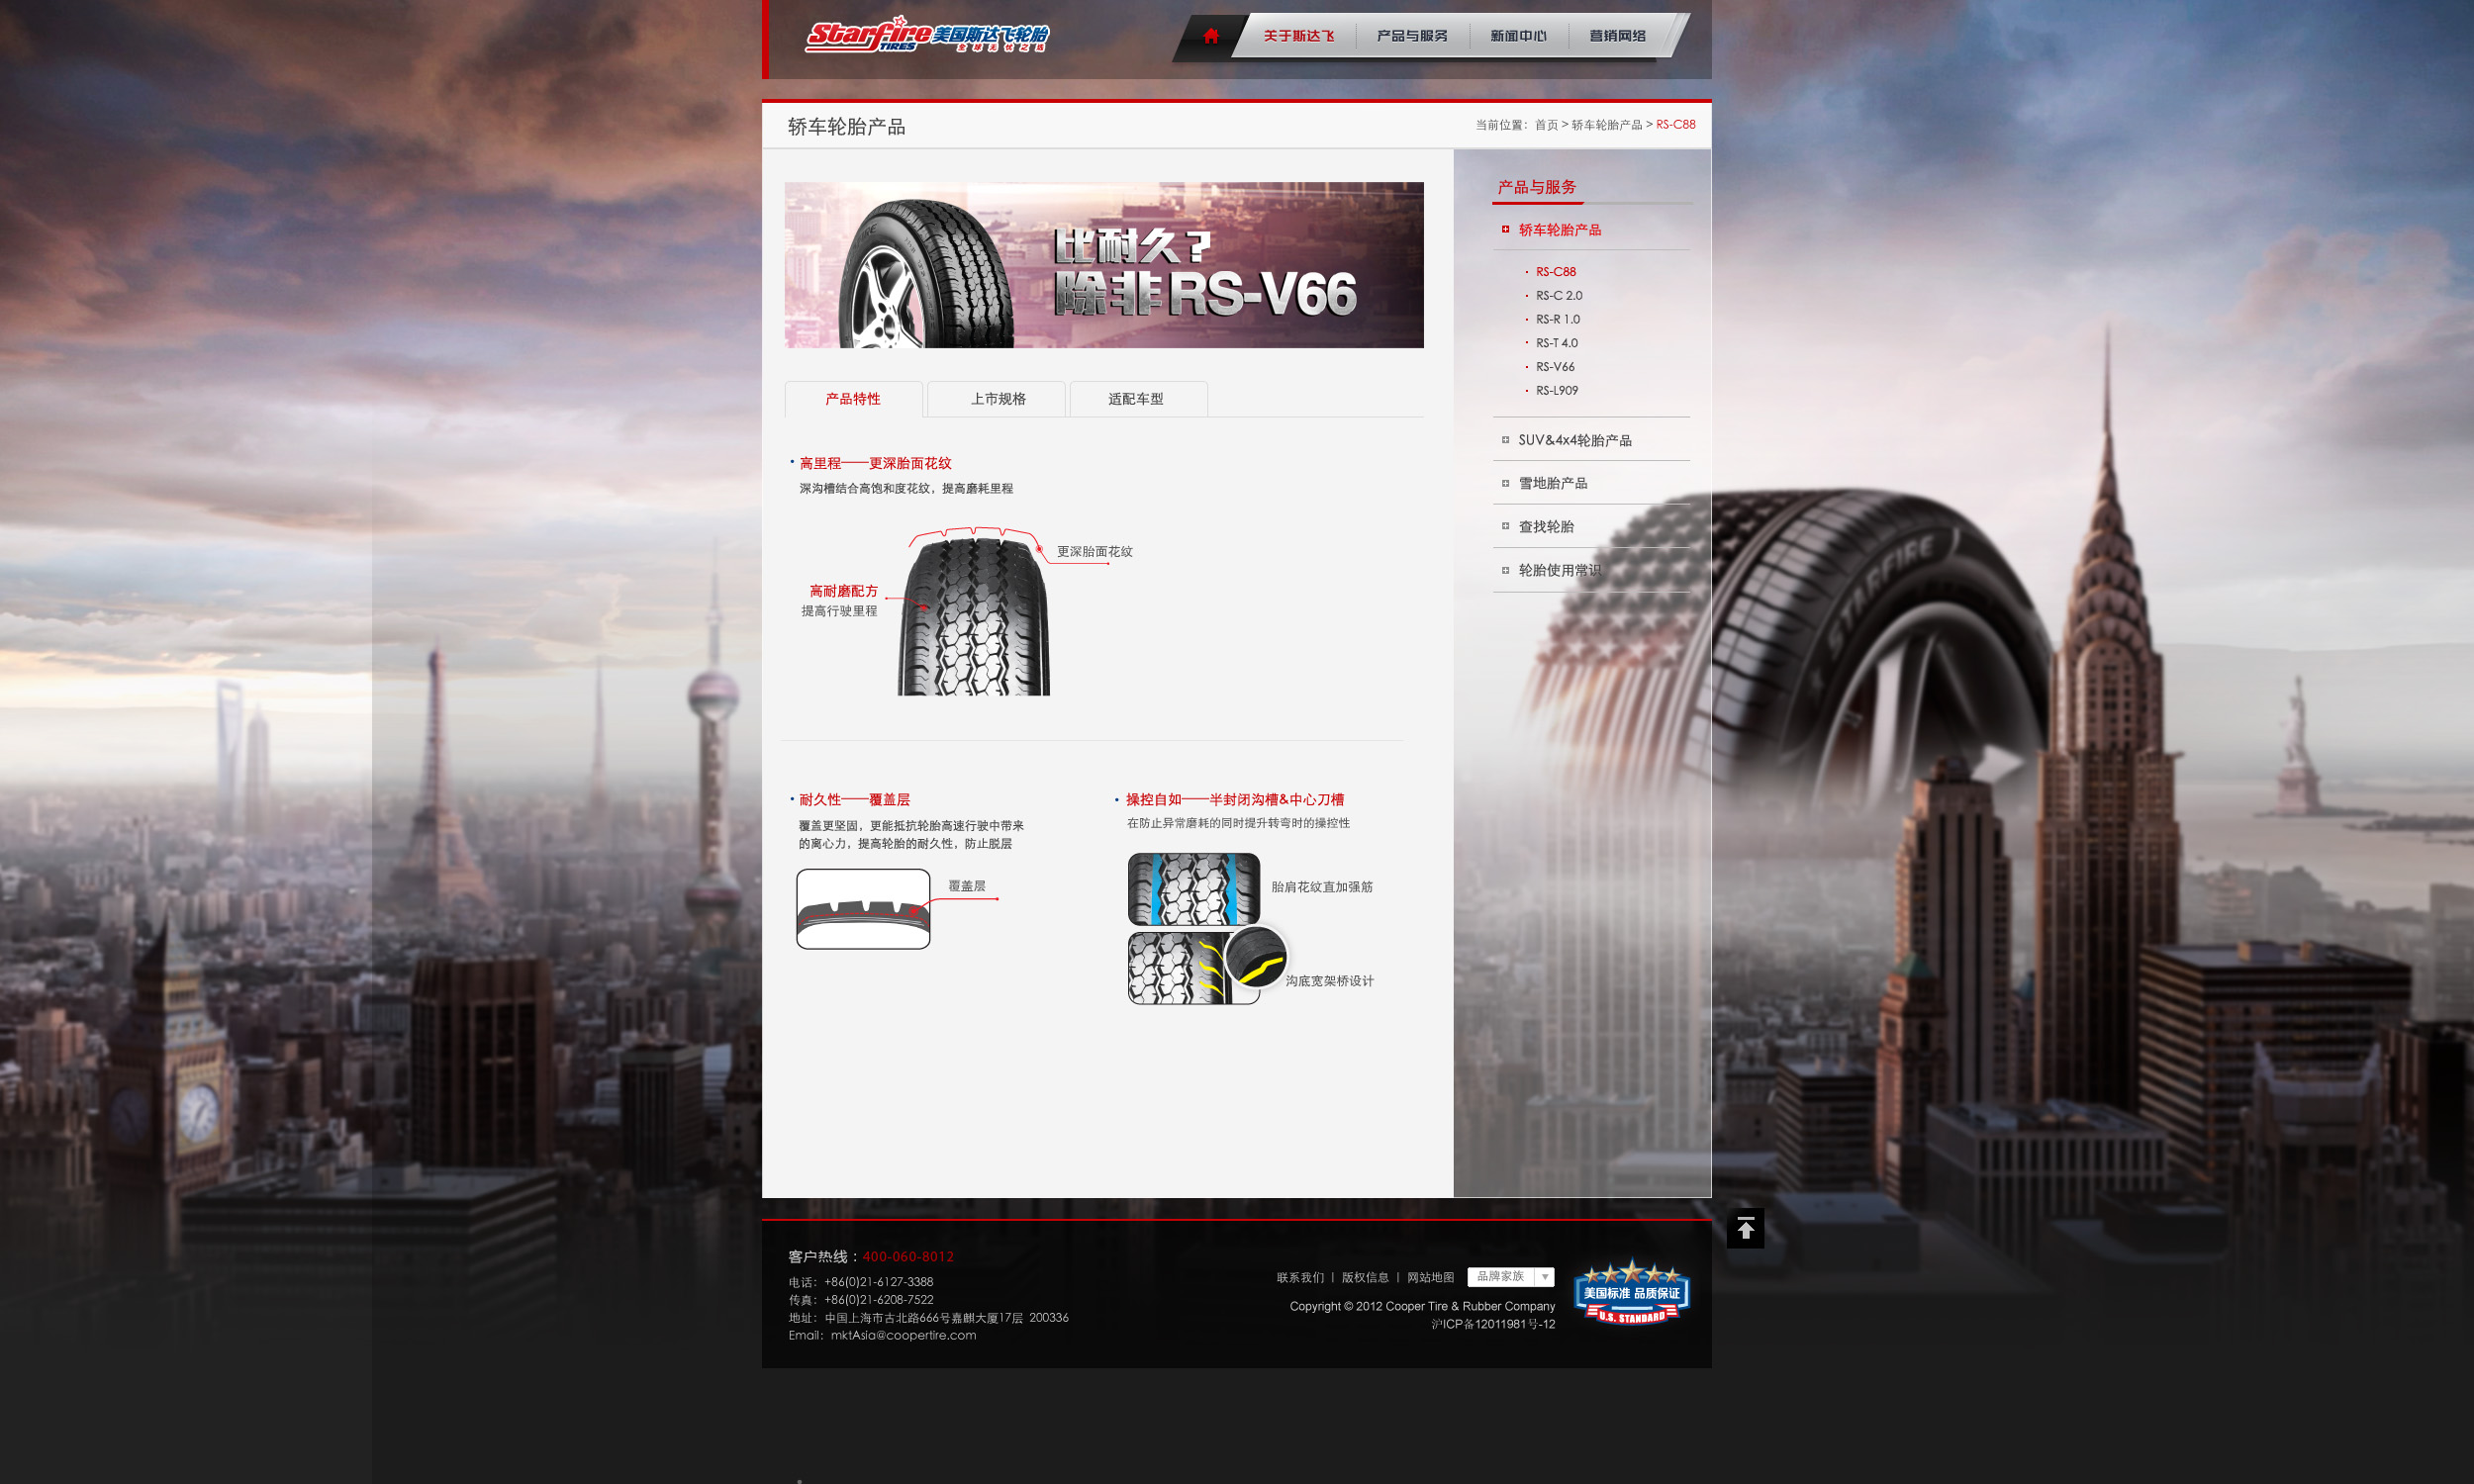 Starfire TIRES 美国斯达飞轮胎
全球无忧之选
关于斯达飞 产品与服务 新闻中心 营销网络
轿车轮胎产品
当前位置：首页 > 轿车轮胎产品 > RS-C88
比耐久？
除非RS-V66
产品特性 上市规格 适配车型
高里程——更深胎面花纹
深沟槽结合高饱和度花纹，提高磨耗里程
更深胎面花纹
高耐磨配方
提高行驶里程
耐久性——覆盖层
覆盖更坚固，更能抵抗轮胎高速行驶中带来
的离心力，提高轮胎的耐久性，防止脱层
覆盖层
操控自如——半封闭沟槽&中心刀槽
在防止异常磨耗的同时提升转弯时的操控性
胎肩花纹直加强筋
沟底宽架桥设计
产品与服务
轿车轮胎产品
RS-C88
RS-C 2.0
RS-R 1.0
RS-T 4.0
RS-V66
RS-L909
SUV&4x4轮胎产品
雪地胎产品
查找轮胎
轮胎使用常识
STARFIRE
客户热线：400-060-8012
电话：+86(0)21-6127-3388
传真：+86(0)21-6208-7522
地址：中国上海市古北路666号嘉麒大厦17层 200336
Email：mktAsia@coopertire.com
联系我们 | 版权信息 | 网站地图 品牌家族
Copyright © 2012 Cooper Tire & Rubber Company
沪ICP备12011981号-12
美国标准 品质保证
U.S. STANDARD